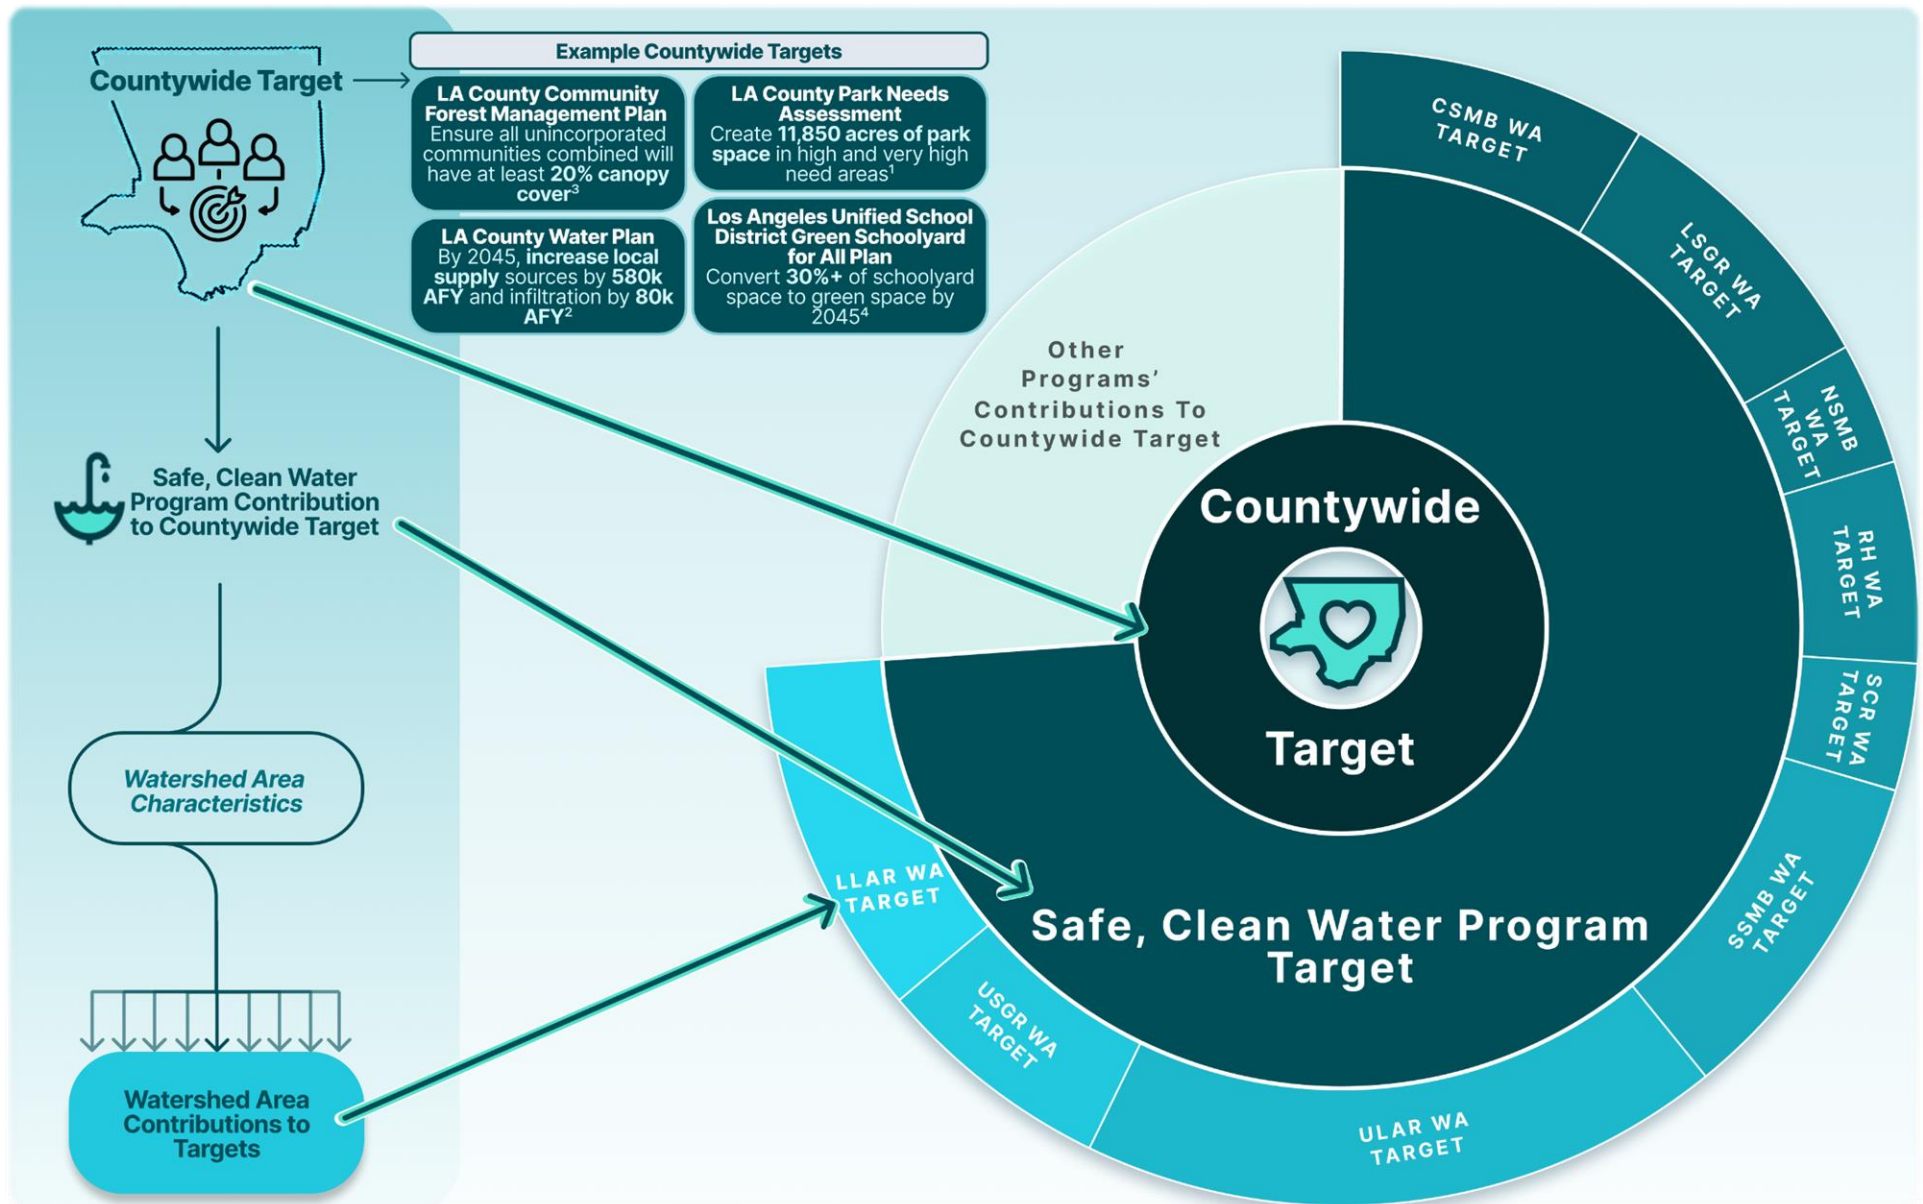 Countywide Target
Example Countywide Targets
LA County Community
Forest Management Plan
Ensure all unincorporated
communities combined will
have at least 20% canopy
cover³
LA County Park Needs
Assessment
Create 11,850 acres of park
space in high and very high
need areas¹
LA County Water Plan
By 2045, increase local
supply sources by 580k
AFY and infiltration by 80k
AFY²
Los Angeles Unified School
District Green Schoolyard
for All Plan
Convert 30%+ of schoolyard
space to green space by
2045⁴
Safe, Clean Water
Program Contribution
to Countywide Target
Watershed Area
Characteristics
Watershed Area
Contributions to
Targets
Other
Programs’
Contributions To
Countywide Target
Countywide
Target
Safe, Clean Water Program
Target
CSMB WA
TARGET
LSGR WA
TARGET
NSMB
WA
TARGET
RH WA
TARGET
SCR WA
TARGET
SSMB WA
TARGET
ULAR WA
TARGET
USGR WA
TARGET
LLAR WA
TARGET